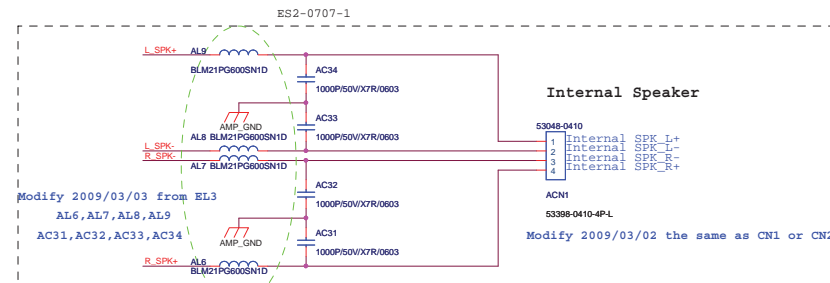 ES2-0707-1
L_SPK+ AL9
BLM21PG600SN1D
AC34
1000P/50V/X7R/0603
Internal Speaker
AMP_GND
AC33
1000P/50V/X7R/0603
53048-0410
AL8 BLM21PG600SN1D
L_SPK-
R_SPK-
AL7 BLM21PG600SN1D
1 Internal SPK_L+
2 Internal SPK_L-
3 Internal SPK_R-
4 Internal SPK_R+
AC32
1000P/50V/X7R/0603
ACN1
53398-0410-4P-L
Modify 2009/03/03 from EL3
AL6,AL7,AL8,AL9
AC31,AC32,AC33,AC34
AMP_GND
AC31
1000P/50V/X7R/0603
Modify 2009/03/02 the same as CN1 or CN2
R_SPK+ AL6
BLM21PG600SN1D